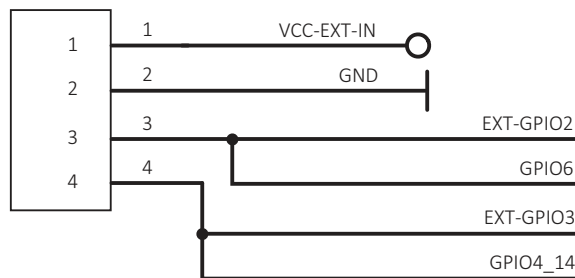 1 1 VCC-EXT-IN
2 2 GND
3 3 EXT-GPIO2
GPIO6
4 4
EXT-GPIO3
GPIO4_14